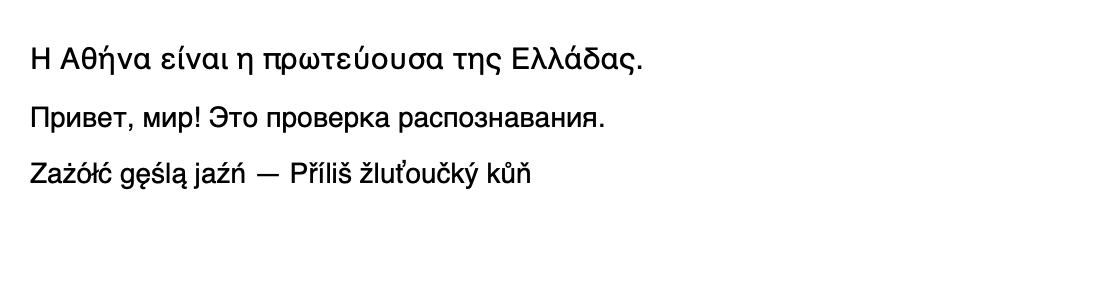 Η Αθήνα είναι η πρωτεύουσα της Ελλάδας.
Привет, мир! Это проверка распознавания.
Zażółć gęślą jaźń — Příliš žluťoučký kůň